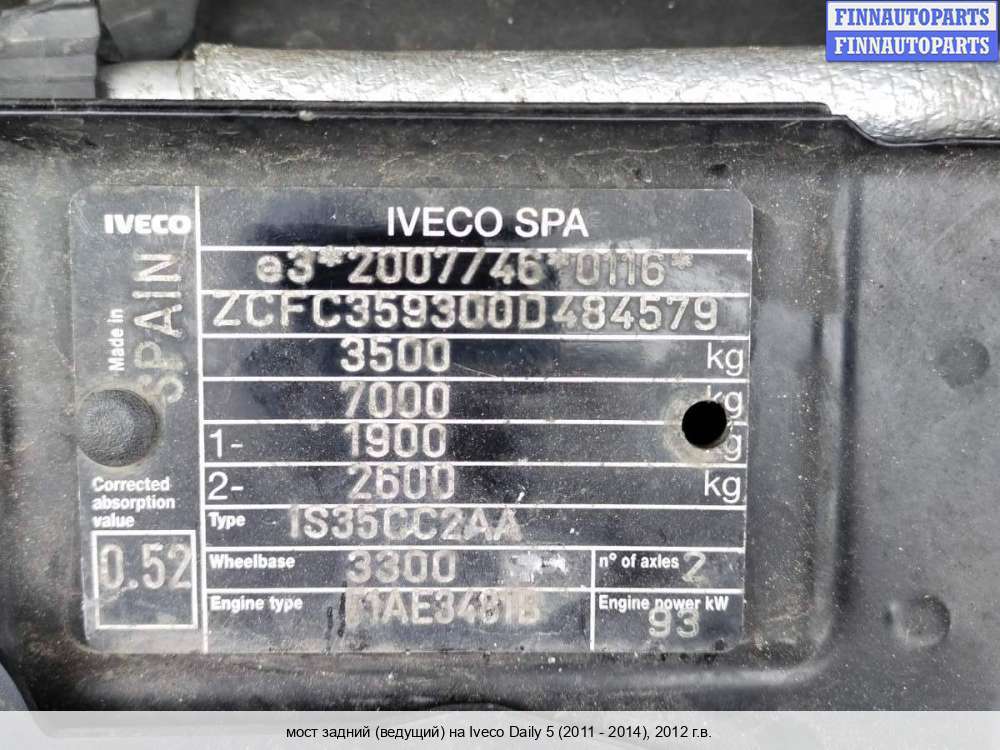 FINNAUTOPARTS
FINNAUTOPARTS
IVECO
IVECO SPA
Made in
SPAIN
e3*2007/46*0116*
ZCFC359300D484579
3500 kg
7000 kg
1- 1900 kg
2- 2600 kg
Corrected
absorption
value
0.52
Type IS35CC2AA
Wheelbase 3300
n° of axles 2
Engine type
Engine power kW
93
мост задний (ведущий) на Iveco Daily 5 (2011 - 2014), 2012 г.в.